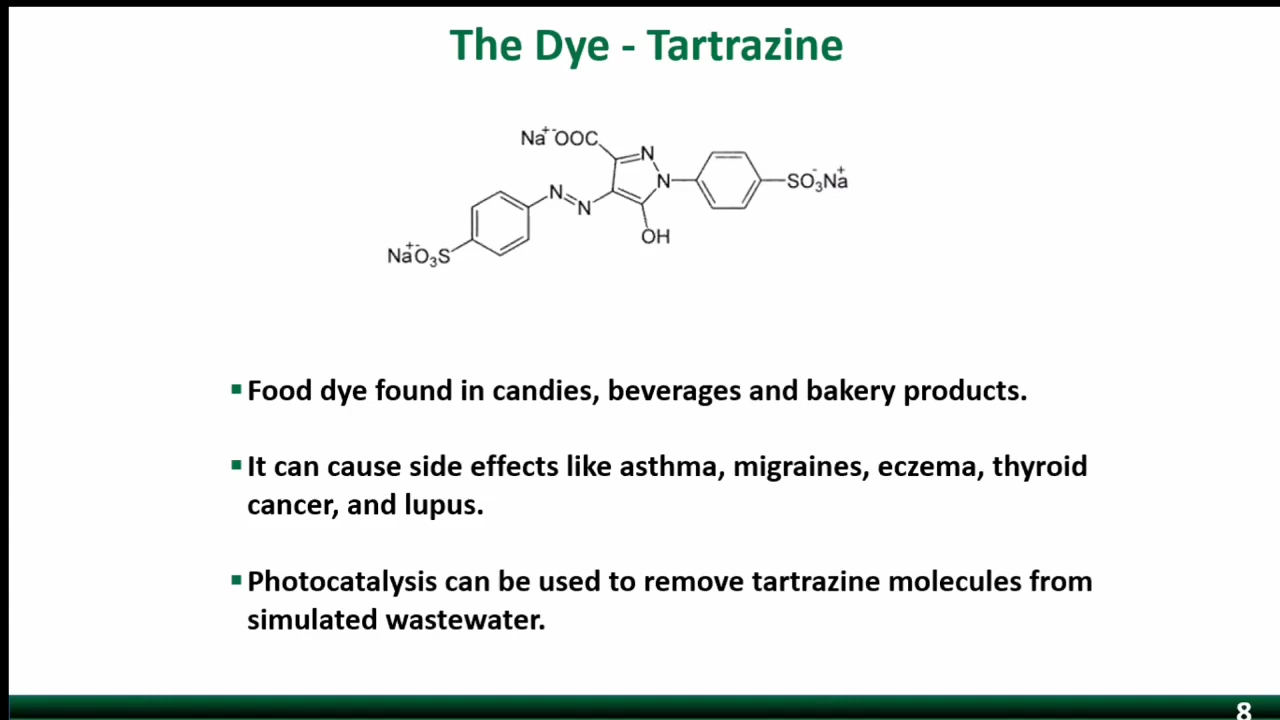 The Dye - Tartrazine
Na⁺⁻OOC
N
N
SO₃⁻Na⁺
N
N
OH
Na⁺⁻O₃S
▪Food dye found in candies, beverages and bakery products.
▪It can cause side effects like asthma, migraines, eczema, thyroid
cancer, and lupus.
▪Photocatalysis can be used to remove tartrazine molecules from
simulated wastewater.
8